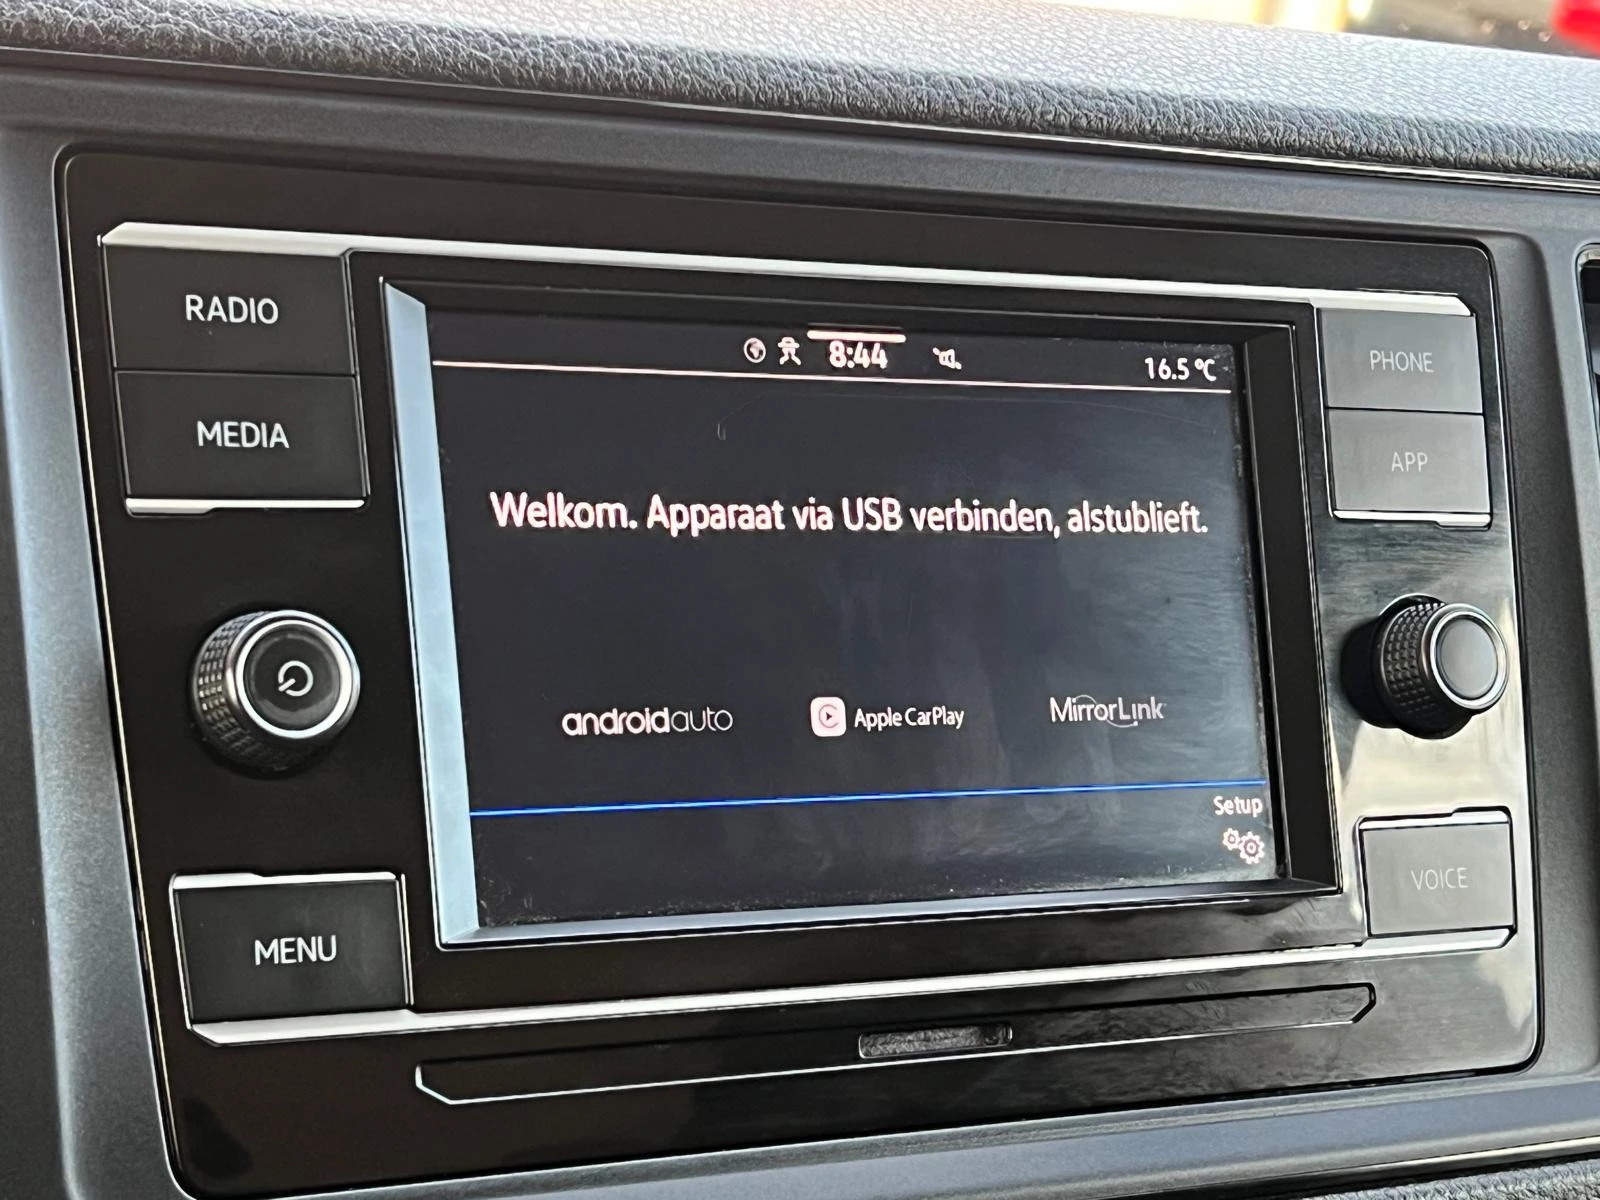 RADIO
MEDIA
MENU
8:44
16.5 °C
Welkom. Apparaat via USB verbinden, alstublieft.
androidauto
Apple CarPlay
MirrorLink
Setup
PHONE
APP
VOICE